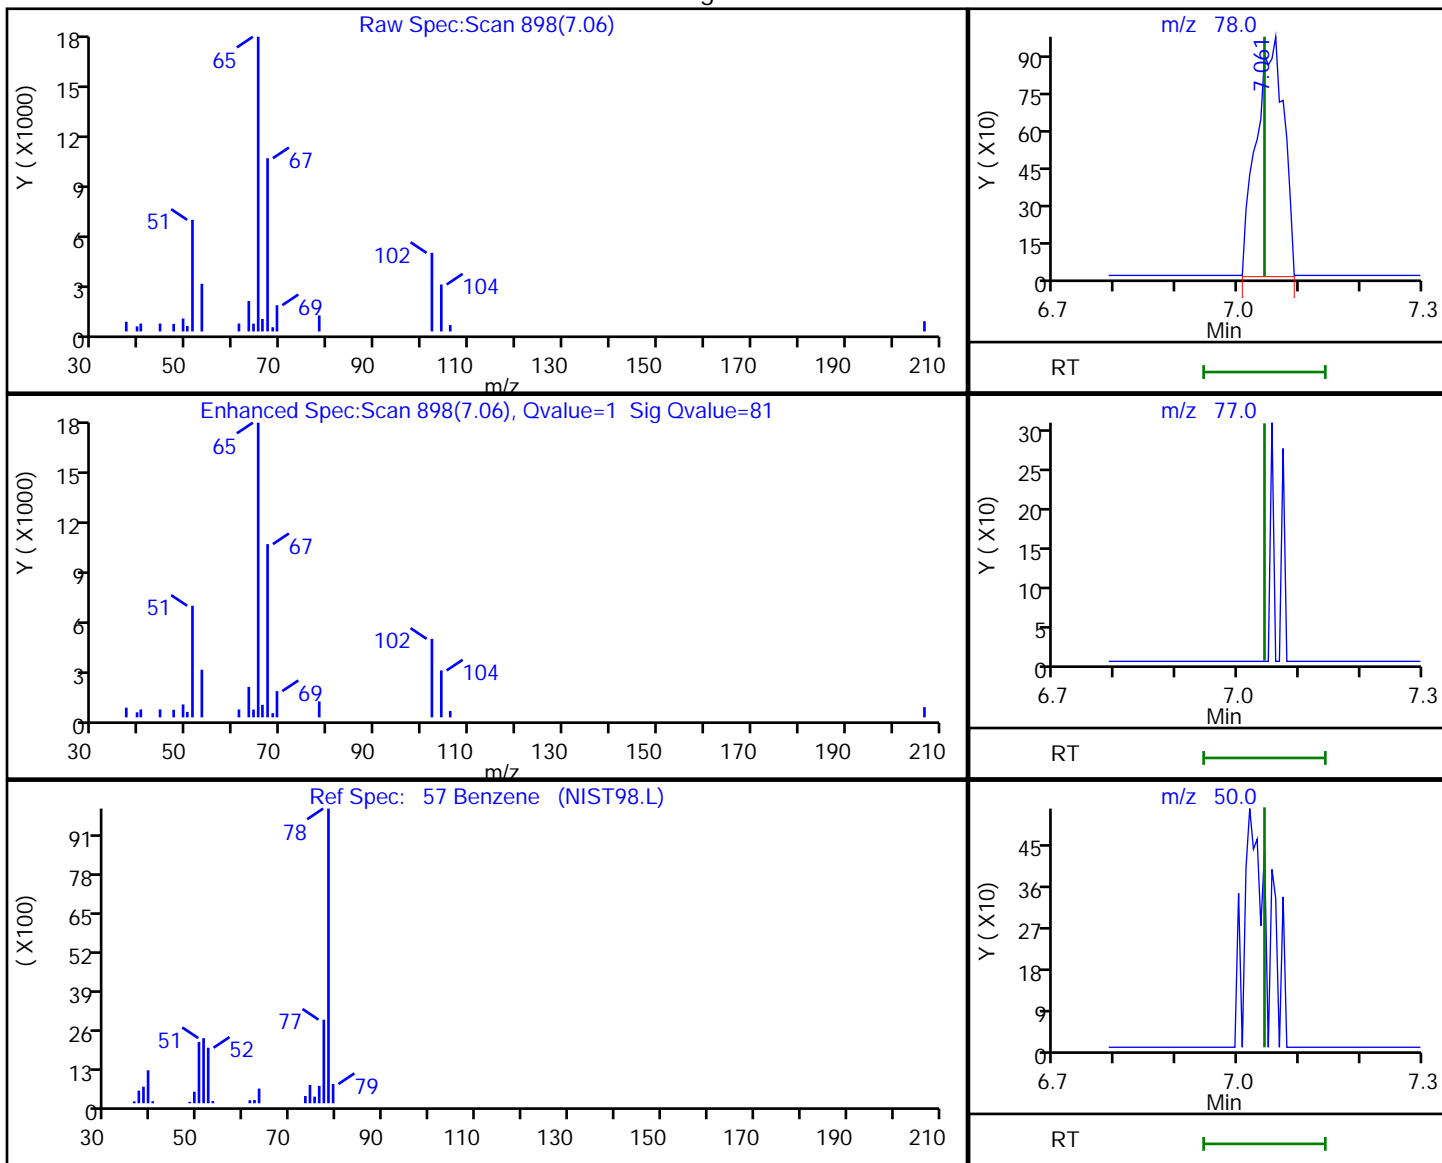 Raw Spec:Scan 898(7.06)
Y ( X1000)
18
15
12
9
6
3
0
65
67
51
69
102
104
30 50 70 90 110 130 150 170 190 210
m/z
m/z 78.0
Y ( X10)
90
75
60
45
30
15
0
7.061
6.7 7.0 7.3
Min
RT
Enhanced Spec:Scan 898(7.06), Qvalue=1 Sig Qvalue=81
Y ( X1000)
18
15
12
9
6
3
0
65
67
51
69
102
104
30 50 70 90 110 130 150 170 190 210
m/z
m/z 77.0
Y ( X10)
30
25
20
15
10
5
0
6.7 7.0 7.3
Min
RT
Ref Spec: 57 Benzene (NIST98.L)
( X100)
91
78
65
52
39
26
13
0
78
77
51
52
79
30 50 70 90 110 130 150 170 190 210
m/z 50.0
Y ( X10)
45
36
27
18
9
0
6.7 7.0 7.3
Min
RT